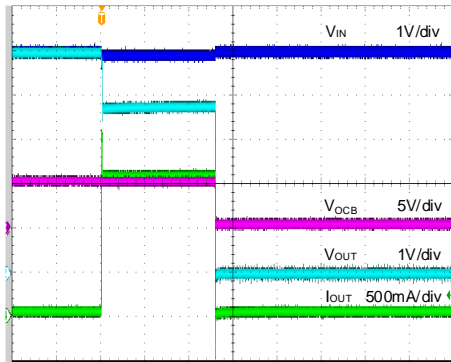 T
VIN 1V/div
VOCB 5V/div
VOUT 1V/div
IOUT 500mA/div